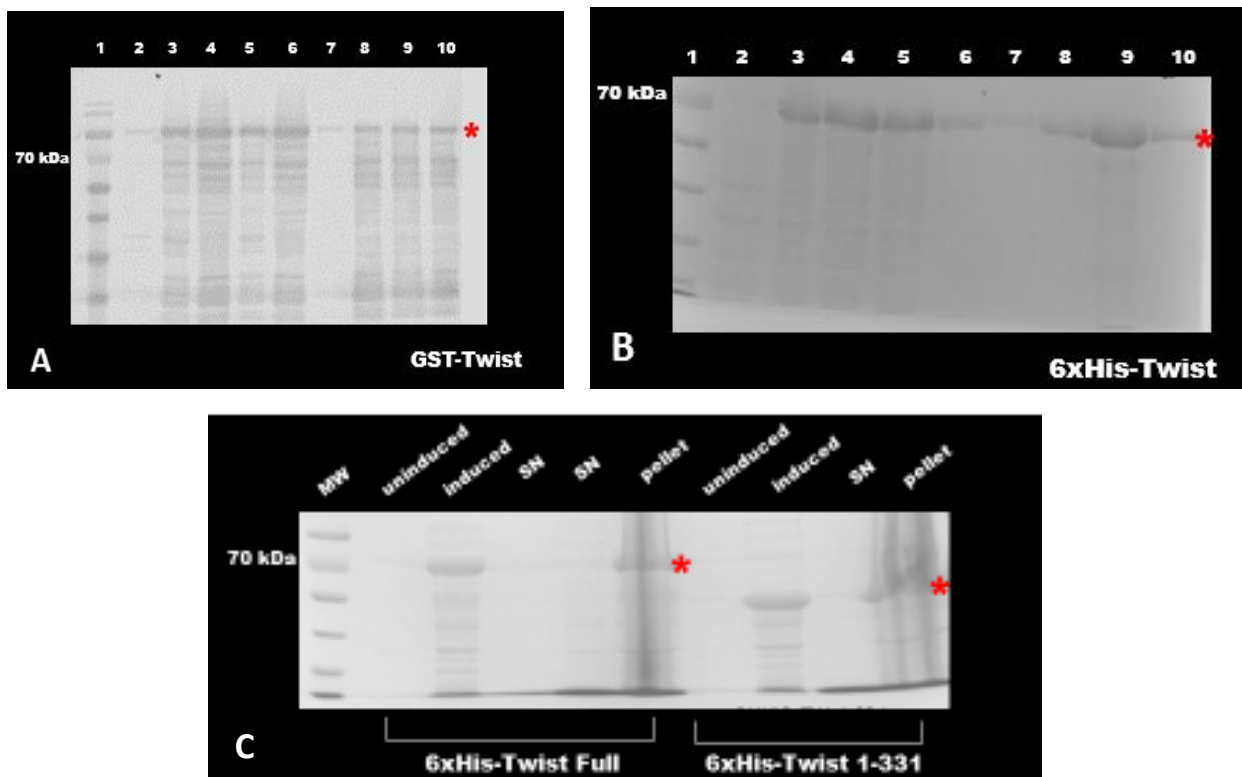 1 2 3 4 5 6 7 8 9 10
70 kDa
*
A
GST-Twist
1 2 3 4 5 6 7 8 9 10
70 kDa
*
B
6xHis-Twist
MW uninduced induced SN SN pellet uninduced induced SN pellet
70 kDa
* *
C
6xHis-Twist Full 6xHis-Twist 1-331